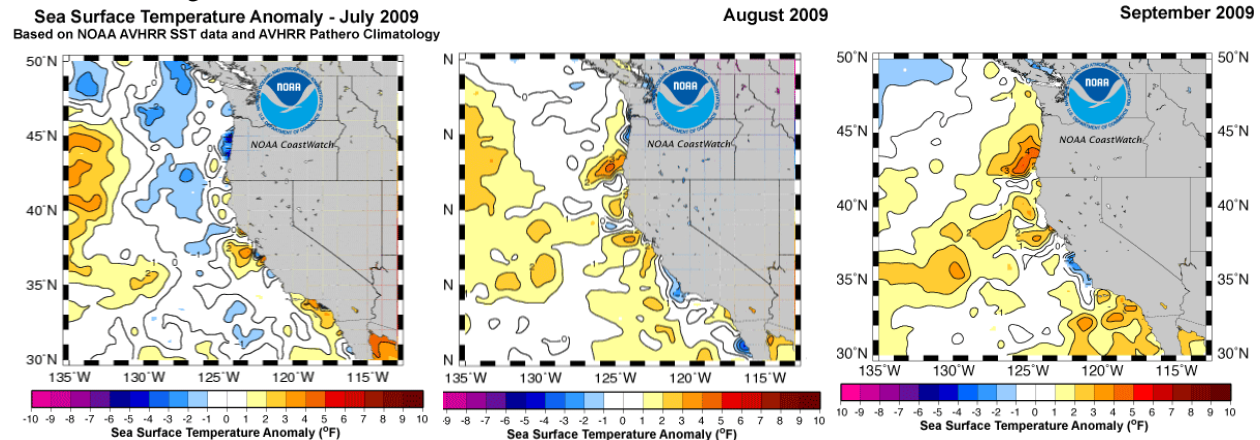 Sea Surface Temperature Anomaly - July 2009
Based on NOAA AVHRR SST data and AVHRR Pathero Climatology
August 2009
September 2009
50°N
45°N
40°N
35°N
30°N
135°W 130°W 125°W 120°W 115°W
NOAA
NOAA CoastWatch
-10 -9 -8 -7 -6 -5 -4 -3 -2 -1 0 1 2 3 4 5 6 7 8 9 10
Sea Surface Temperature Anomaly (°F)
N
N
N
N
N
135°W 130°W 125°W 120°W 115°W
NOAA
NOAA CoastWatch
-9 -8 -7 -6 -5 -4 -3 -2 -1 0 1 2 3 4 5 6 7 8 9 10
Sea Surface Temperature Anomaly (°F)
50°N 50°N
45°N 45°N
40°N 40°N
35°N 35°N
30°N 30°N
135°W 130°W 125°W 120°W 115°W
NOAA
NOAA CoastWatch
10 -9 -8 -7 -6 -5 -4 -3 -2 -1 0 1 2 3 4 5 6 7 8 9 10
Sea Surface Temperature Anomaly (°F)